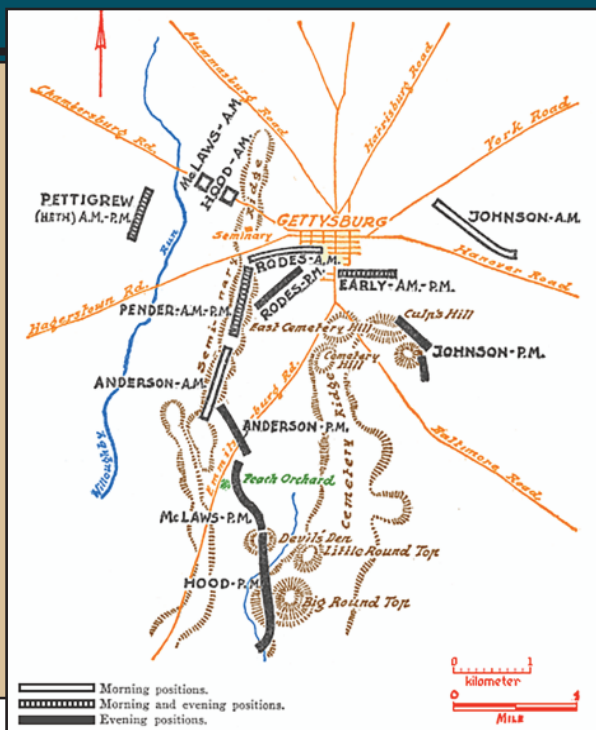 Mummasburg Road
Harrisburg Road
Chambersburg Rd.
York Road
McLAWS-A.M.
HOOD-A.M.
PETTIGREW
(HETH) A.M.-P.M.
Run
Ridge
GETTYSBURG
JOHNSON-A.M.
Seminary
Hanover Road
RODES-A.M.
RODES-P.M.
EARLY-A.M.-P.M.
Hagerstown Rd.
PENDER-A.M.-P.M.
Seminary
East Cemetery Hill
Culp's Hill
JOHNSON-P.M.
Cemetery
Hill
ANDERSON-A.M.
Emmitsburg Rd.
ANDERSON-P.M.
Cemetery Ridge
Baltimore Road
Willoughby
Peach Orchard
McLAWS-P.M.
Devil's Den
Little Round Top
HOOD-P.M.
Big Round Top
0 1
kilometer
0 1
MILE
Morning positions.
Morning and evening positions.
Evening positions.